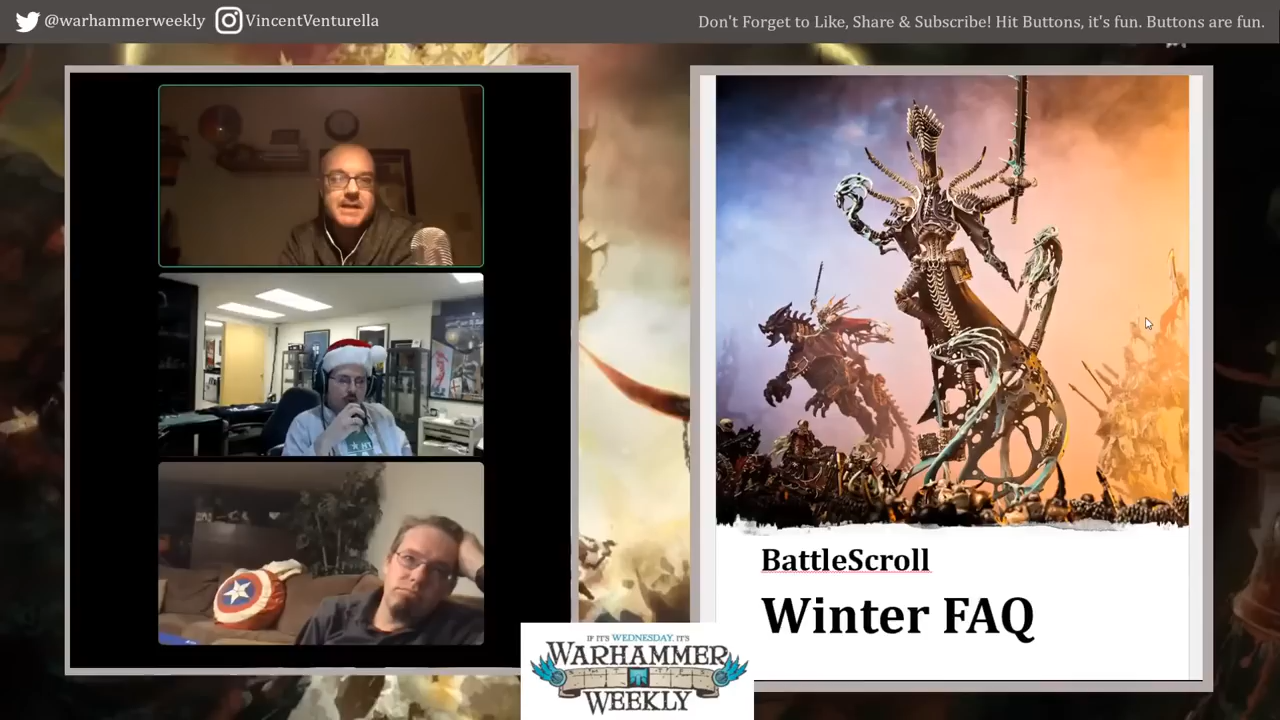 @warhammerweekly VincentVenturella
Don't Forget to Like, Share & Subscribe! Hit Buttons, it's fun. Buttons are fun.
BattleScroll
Winter FAQ
IF IT'S WEDNESDAY, IT'S
WARHAMMER
WEEKLY